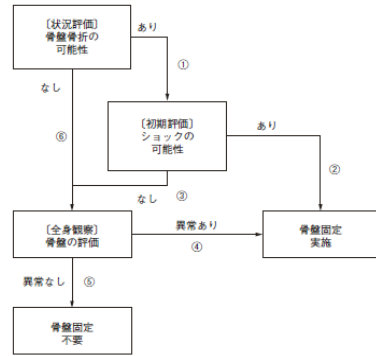 〔状況評価〕
骨盤骨折の
可能性
あり
①
なし
〔初期評価〕
ショックの
可能性
あり
⑥
②
なし
③
〔全身観察〕
骨盤の評価
異常あり
④
骨盤固定
実施
異常なし
⑤
骨盤固定
不要